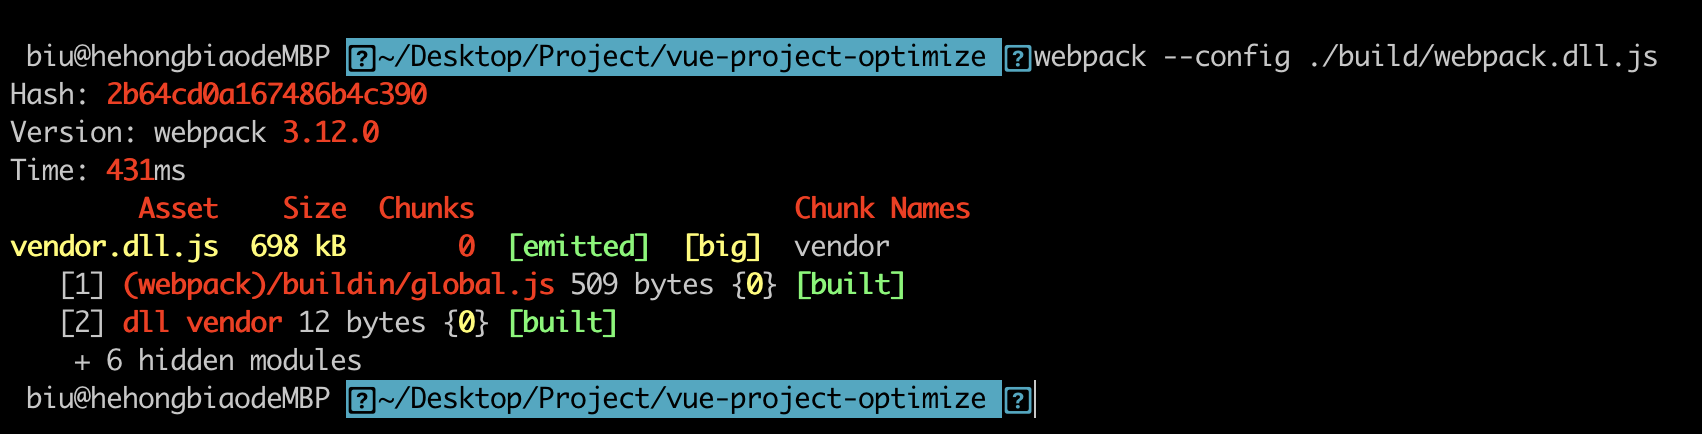 biu@hehongbiaodeMBP ?~/Desktop/Project/vue-project-optimize ?webpack --config ./build/webpack.dll.js
Hash: 2b64cd0a167486b4c390
Version: webpack 3.12.0
Time: 431ms
Asset Size Chunks Chunk Names
vendor.dll.js 698 kB 0 [emitted] [big] vendor
[1] (webpack)/buildin/global.js 509 bytes {0} [built]
[2] dll vendor 12 bytes {0} [built]
+ 6 hidden modules
biu@hehongbiaodeMBP ?~/Desktop/Project/vue-project-optimize ?